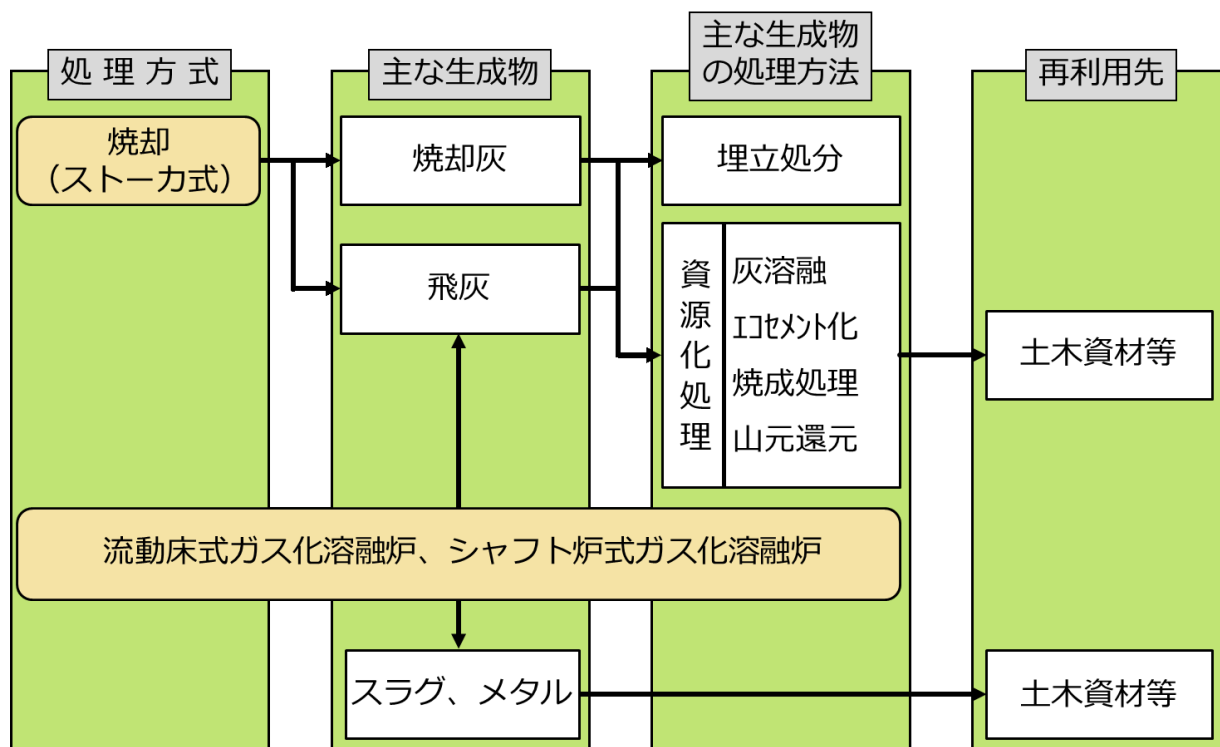 処理方式
主な生成物
主な生成物
の処理方法
再利用先
焼却
（ストーカ式）
焼却灰
埋立処分
飛灰
資源化処理
灰溶融
ｴｺｾﾒﾝﾄ化
焼成処理
山元還元
土木資材等
流動床式ガス化溶融炉、シャフト炉式ガス化溶融炉
スラグ、メタル
土木資材等